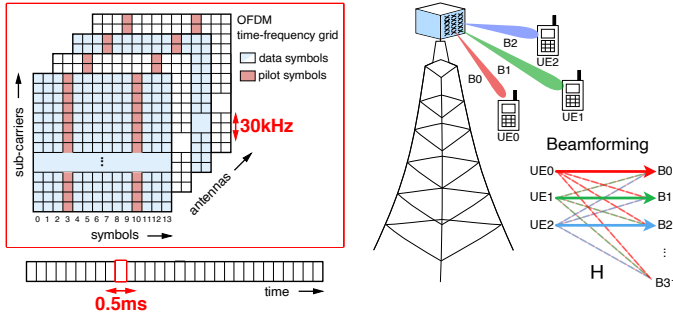 OFDM
time-frequency grid
data symbols
pilot symbols
sub-carriers
30kHz
⋮
antennas
0 1 2 3 4 5 6 7 8 9 10 11 12 13
symbols
0.5ms
time
B2
B1
B0
UE2
UE1
UE0
Beamforming
UE0 B0
UE1 B1
UE2 B2
⋮
H
B31